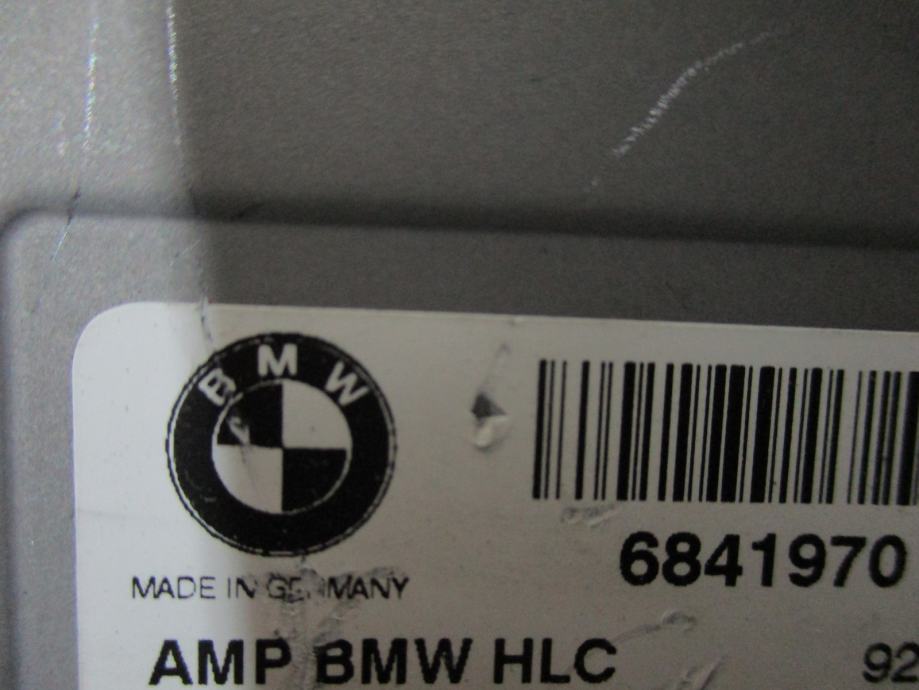 BMW
6841970
MADE IN GERMANY
AMP BMW HLC 92